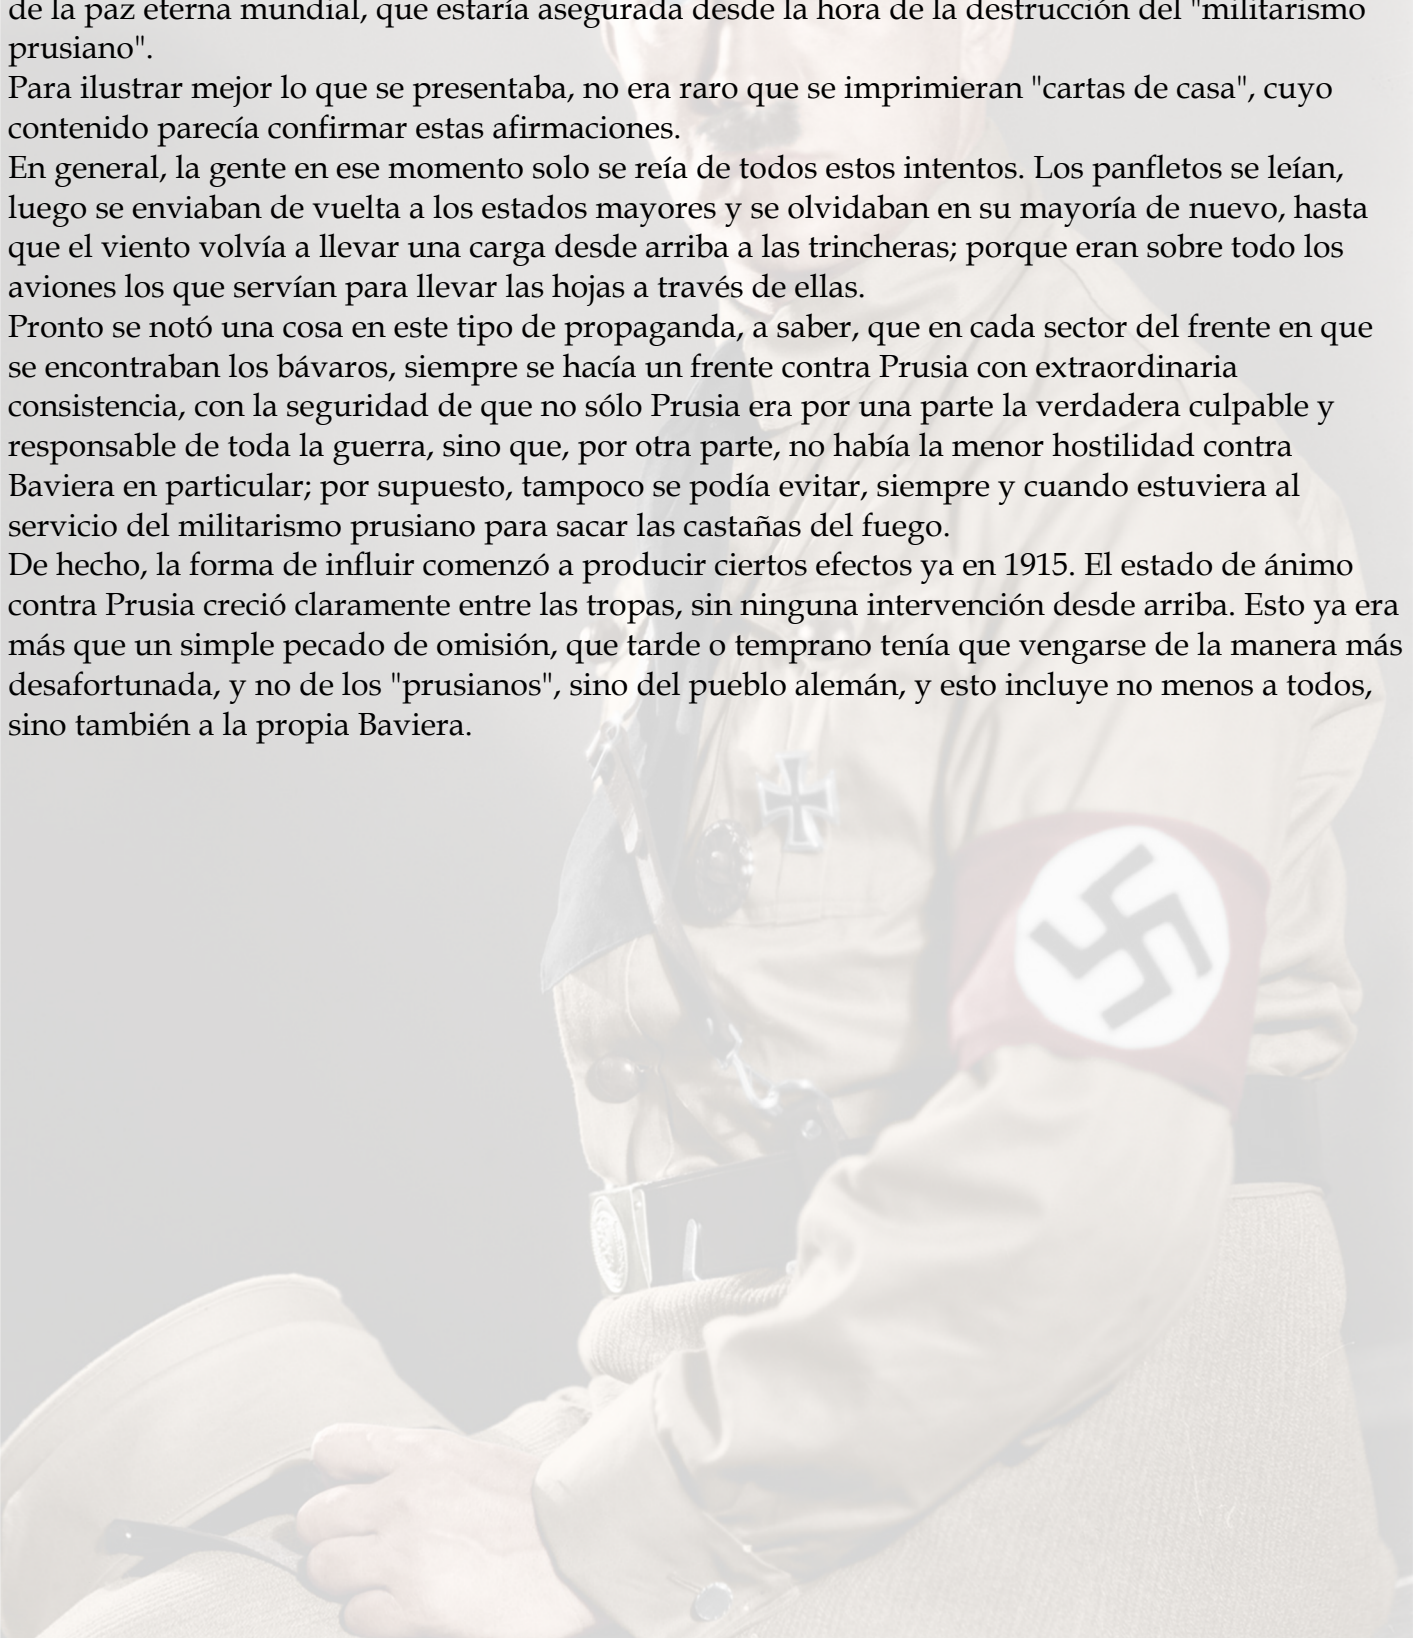 de la paz eterna mundial, que estaría asegurada desde la hora de la destrucción del "militarismo
prusiano".
Para ilustrar mejor lo que se presentaba, no era raro que se imprimieran "cartas de casa", cuyo
contenido parecía confirmar estas afirmaciones.
En general, la gente en ese momento solo se reía de todos estos intentos. Los panfletos se leían,
luego se enviaban de vuelta a los estados mayores y se olvidaban en su mayoría de nuevo, hasta
que el viento volvía a llevar una carga desde arriba a las trincheras; porque eran sobre todo los
aviones los que servían para llevar las hojas a través de ellas.
Pronto se notó una cosa en este tipo de propaganda, a saber, que en cada sector del frente en que
se encontraban los bávaros, siempre se hacía un frente contra Prusia con extraordinaria
consistencia, con la seguridad de que no sólo Prusia era por una parte la verdadera culpable y
responsable de toda la guerra, sino que, por otra parte, no había la menor hostilidad contra
Baviera en particular; por supuesto, tampoco se podía evitar, siempre y cuando estuviera al
servicio del militarismo prusiano para sacar las castañas del fuego.
De hecho, la forma de influir comenzó a producir ciertos efectos ya en 1915. El estado de ánimo
contra Prusia creció claramente entre las tropas, sin ninguna intervención desde arriba. Esto ya era
más que un simple pecado de omisión, que tarde o temprano tenía que vengarse de la manera más
desafortunada, y no de los "prusianos", sino del pueblo alemán, y esto incluye no menos a todos,
sino también a la propia Baviera.